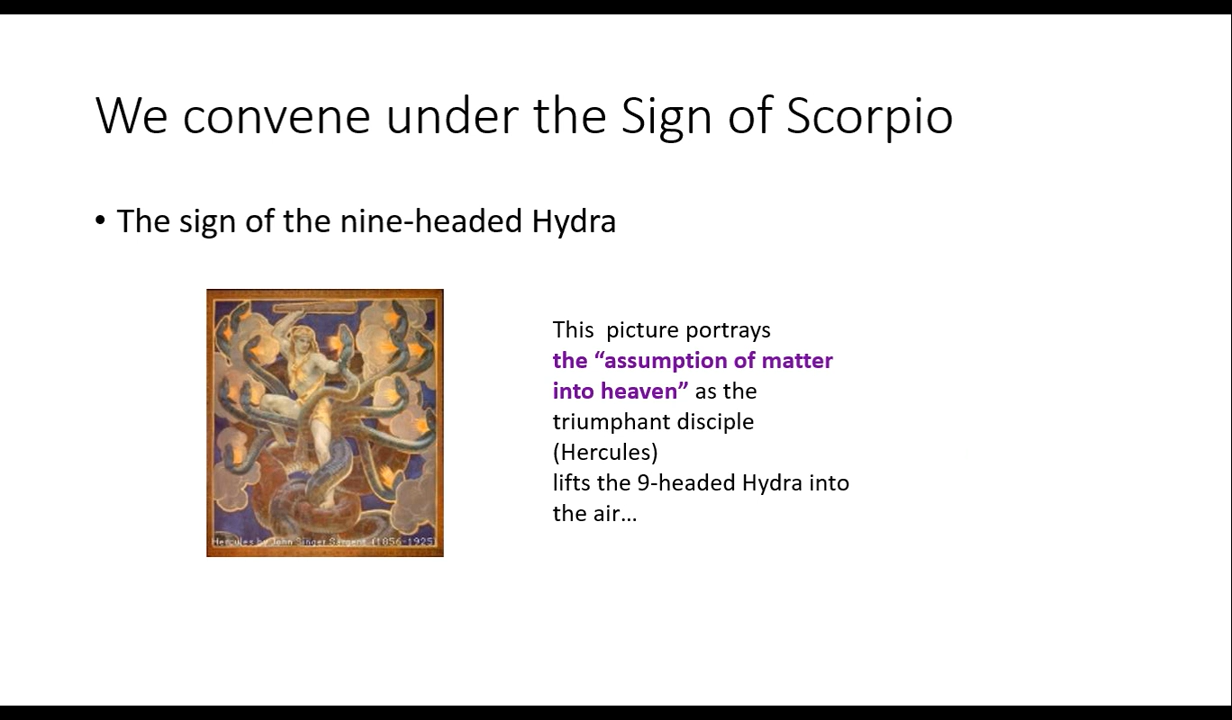 We convene under the Sign of Scorpio
• The sign of the nine-headed Hydra
This  picture portrays
the “assumption of matter
into heaven” as the
triumphant disciple
(Hercules)
lifts the 9-headed Hydra into
the air...
Hercules by John Singer Sargent (1856-1925)